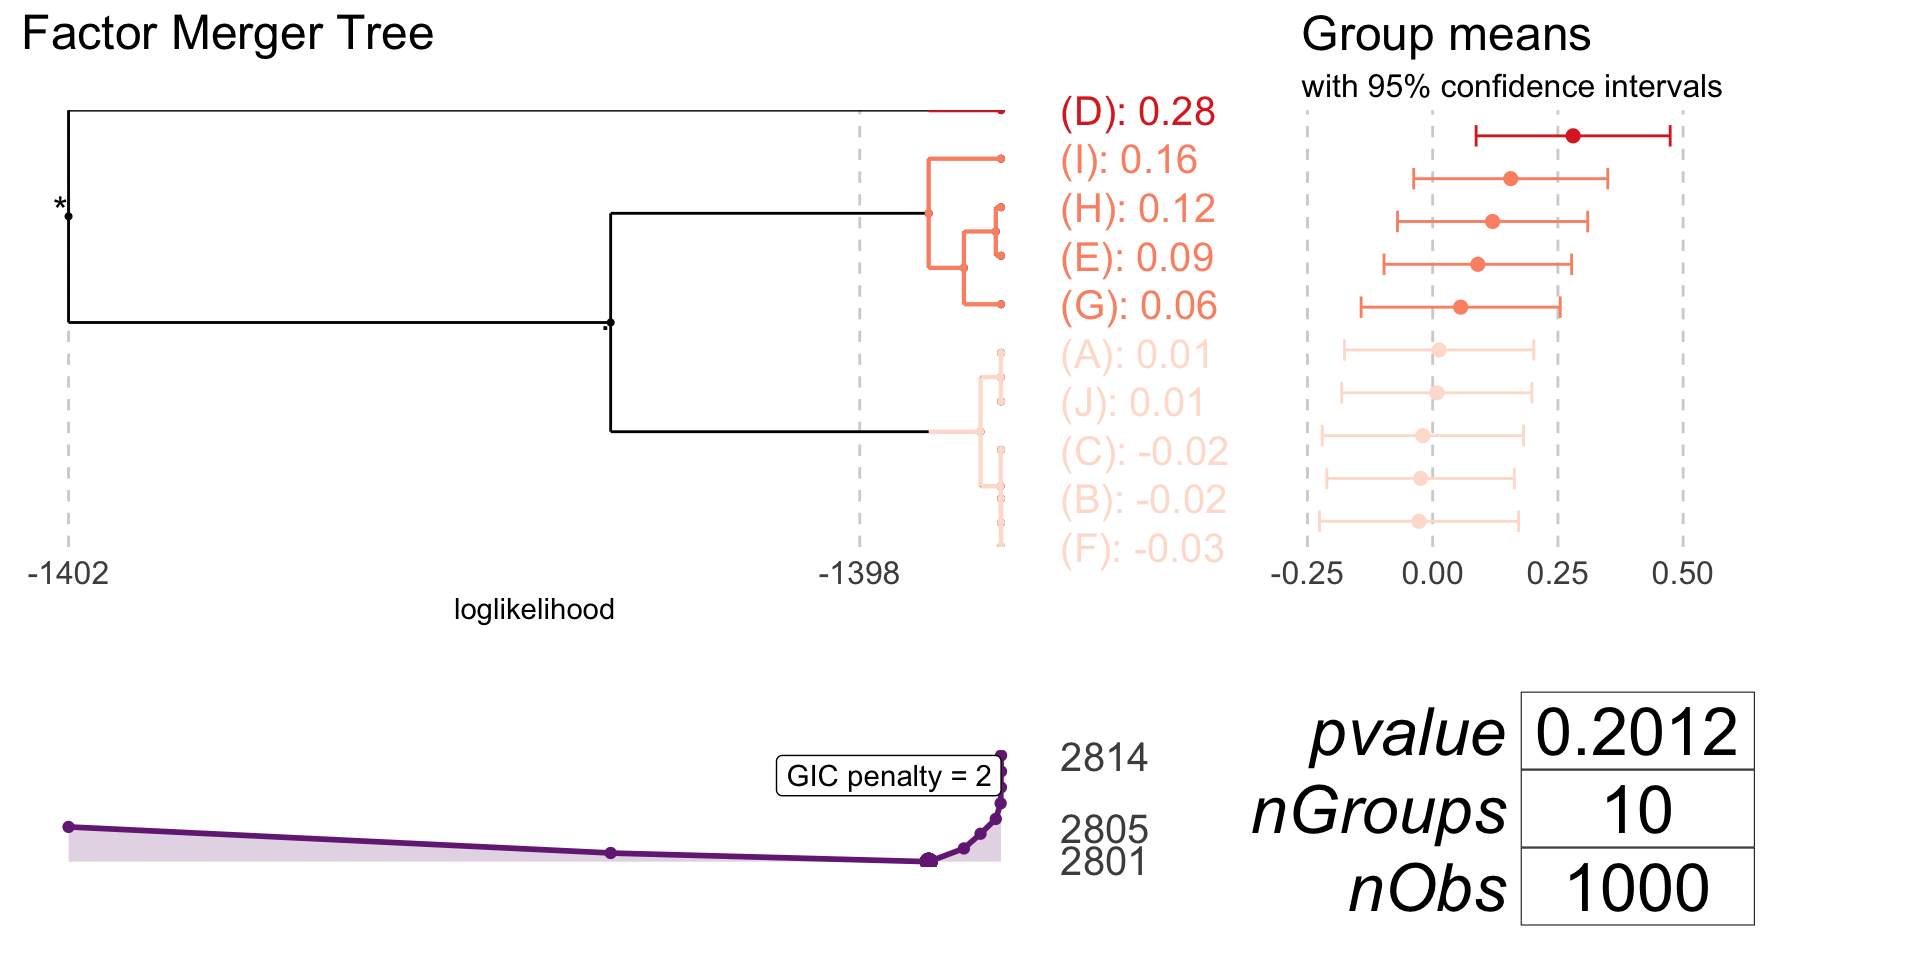 Factor Merger Tree
*
.
(D): 0.28
(I): 0.16
(H): 0.12
(E): 0.09
(G): 0.06
(A): 0.01
(J): 0.01
(C): -0.02
(B): -0.02
(F): -0.03
-1402 -1398
loglikelihood
Group means
with 95% confidence intervals
-0.25 0.00 0.25 0.50
GIC penalty = 2
2814
2805
2801
pvalue 0.2012
nGroups 10
nObs 1000